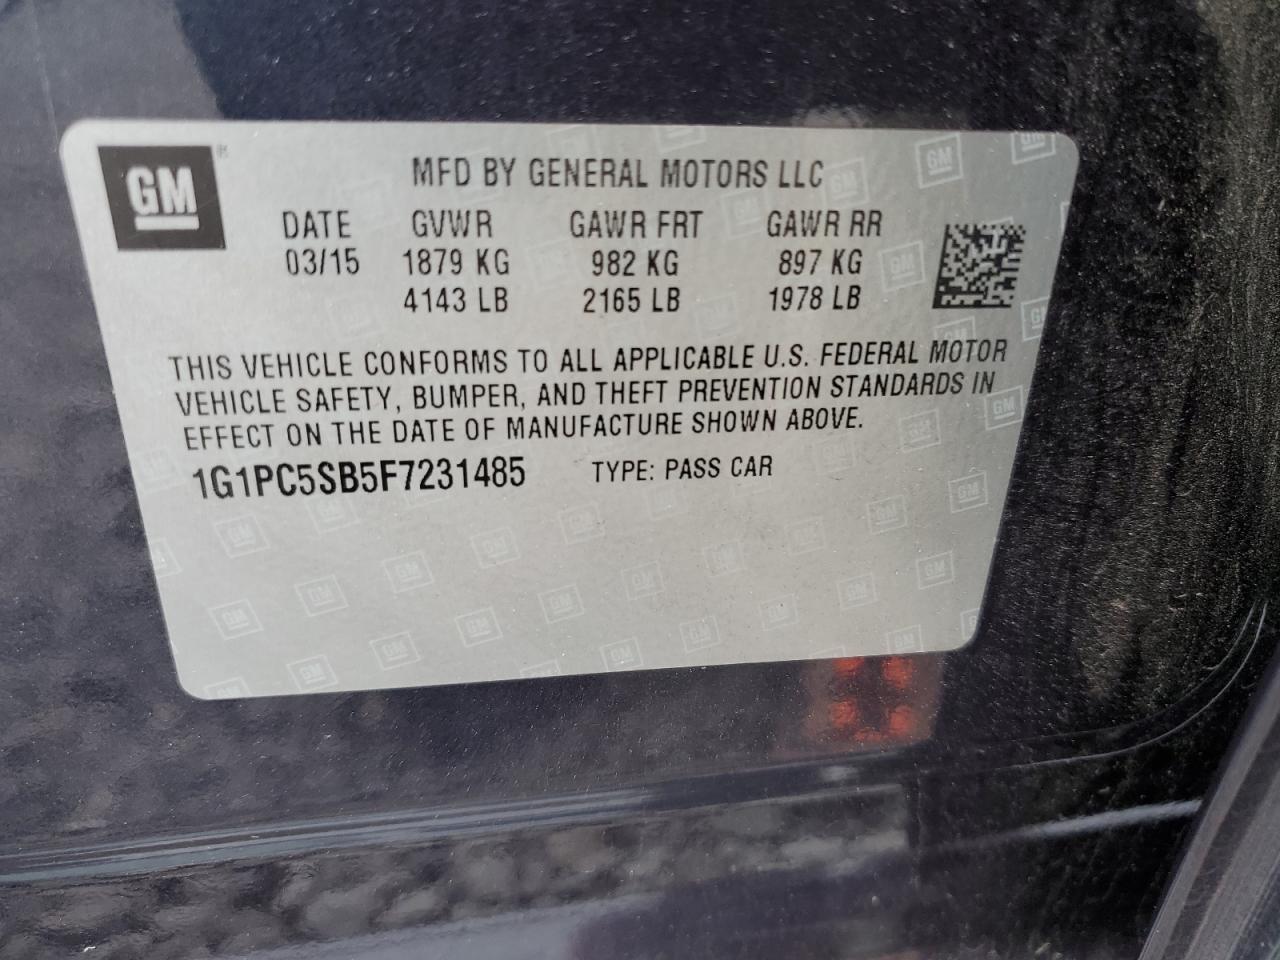 GM
MFD BY GENERAL MOTORS LLC
DATE GVWR GAWR FRT GAWR RR
03/15 1879 KG 982 KG 897 KG
4143 LB 2165 LB 1978 LB
THIS VEHICLE CONFORMS TO ALL APPLICABLE U.S. FEDERAL MOTOR
VEHICLE SAFETY, BUMPER, AND THEFT PREVENTION STANDARDS IN
EFFECT ON THE DATE OF MANUFACTURE SHOWN ABOVE.
1G1PC5SB5F7231485 TYPE: PASS CAR